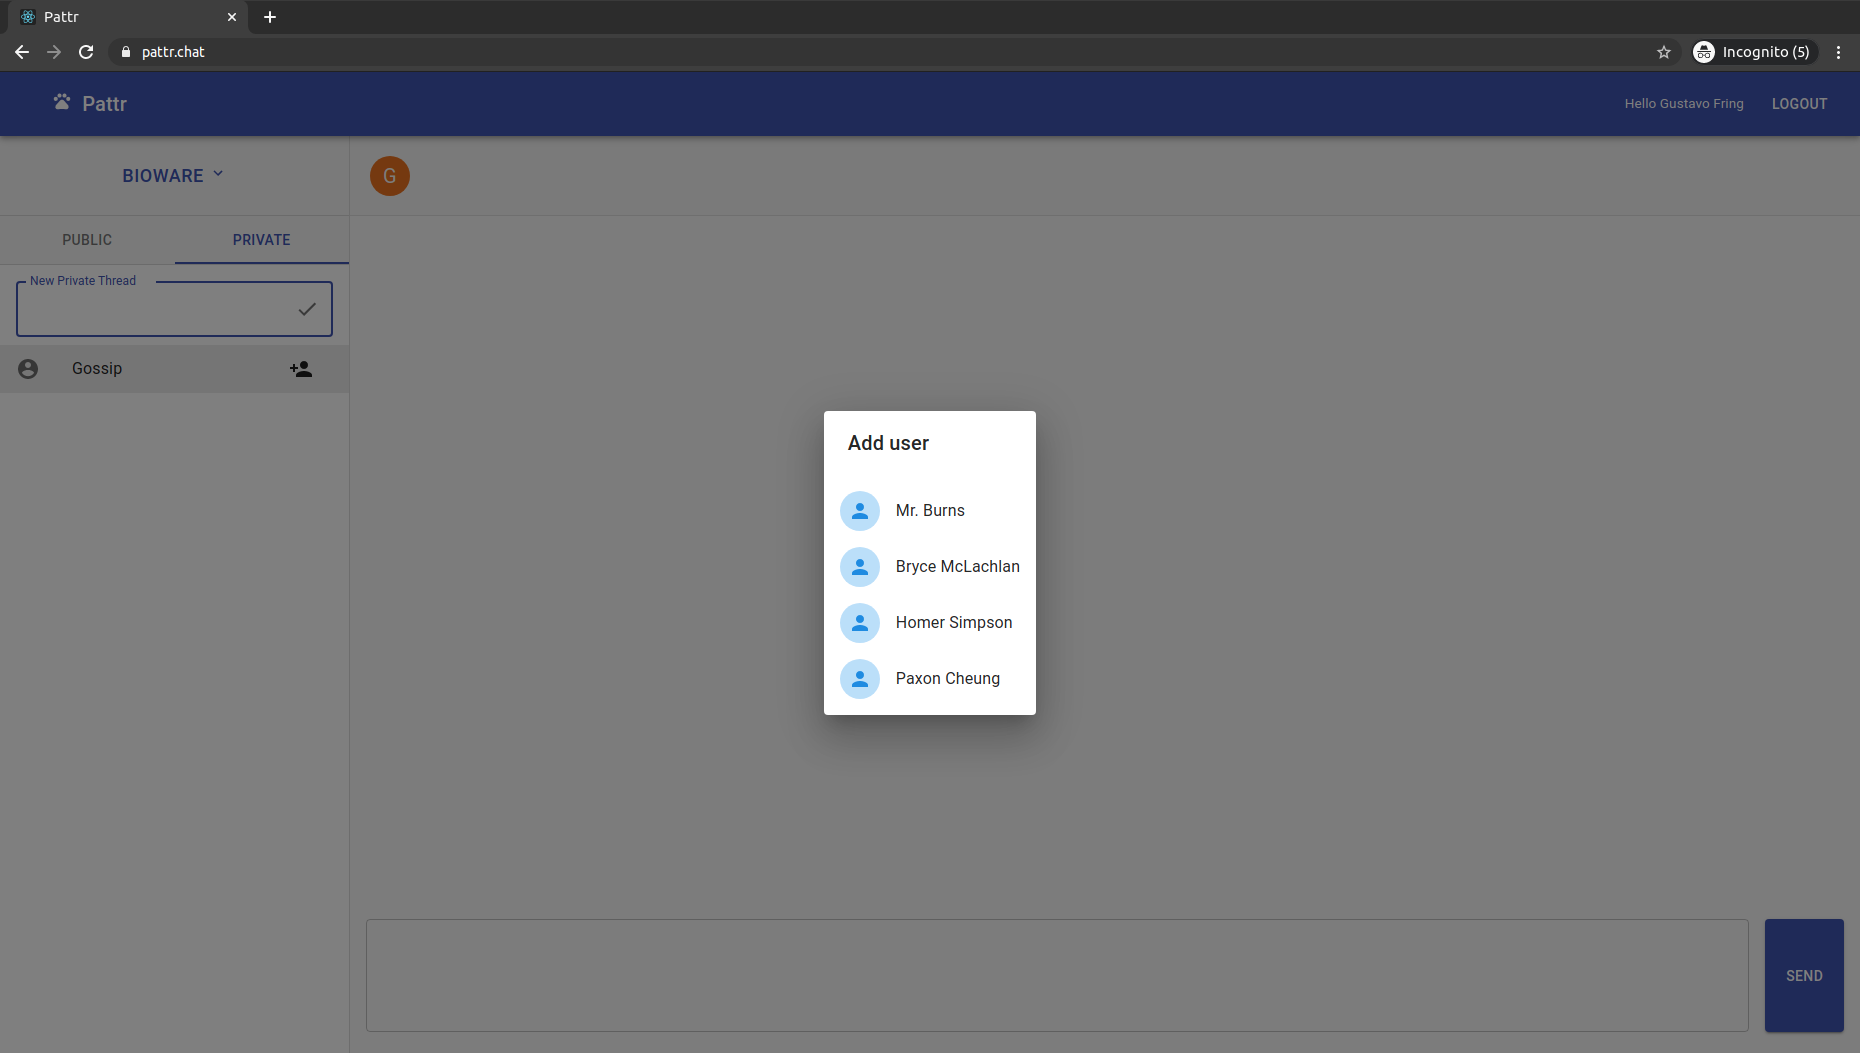 Pattr
pattr.chat
Incognito (5)
Pattr
Hello Gustavo Fring
LOGOUT
BIOWARE
G
PUBLIC
PRIVATE
New Private Thread
Gossip
Add user
Mr. Burns
Bryce McLachlan
Homer Simpson
Paxon Cheung
SEND